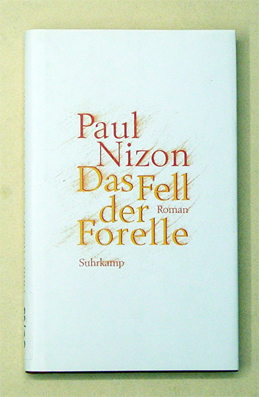 Paul
Nizon
Das Fell
der Roman
Forelle
Suhrkamp